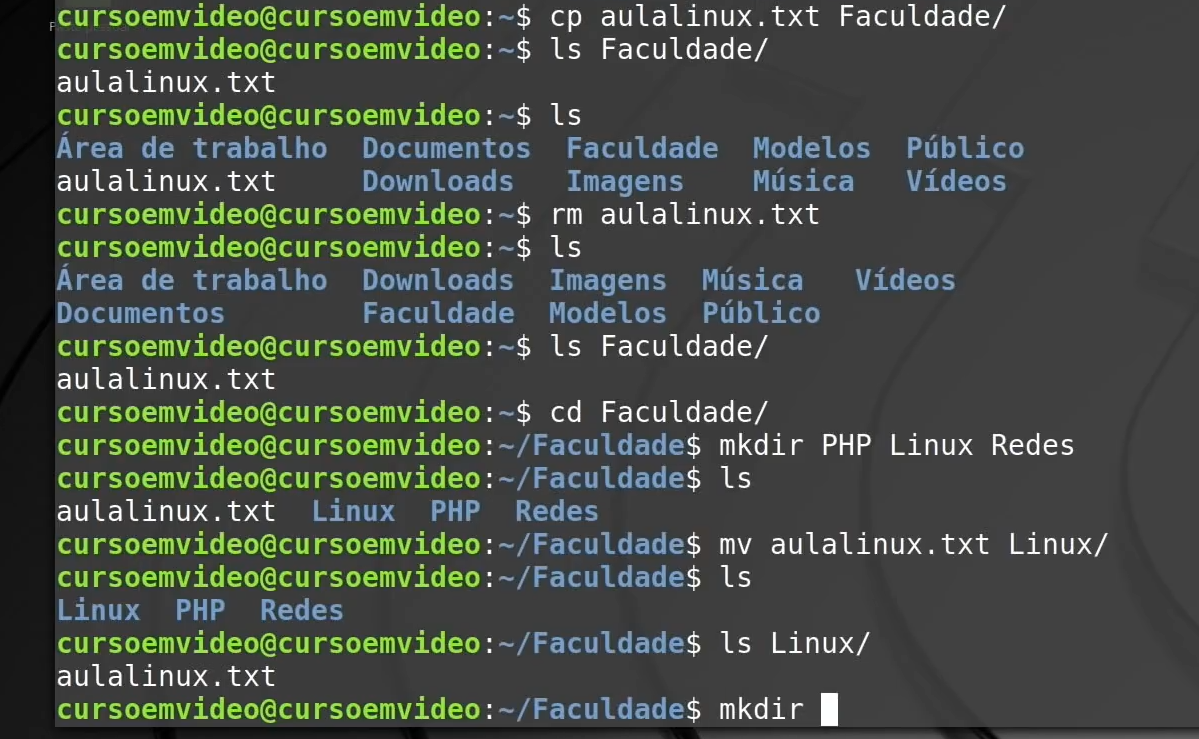 cursoemvideo@cursoemvideo:~$ cp aulalinux.txt Faculdade/
cursoemvideo@cursoemvideo:~$ ls Faculdade/
aulalinux.txt
cursoemvideo@cursoemvideo:~$ ls
Área de trabalho  Documentos  Faculdade  Modelos  Público
aulalinux.txt     Downloads   Imagens    Música   Vídeos
cursoemvideo@cursoemvideo:~$ rm aulalinux.txt
cursoemvideo@cursoemvideo:~$ ls
Área de trabalho  Downloads  Imagens  Música   Vídeos
Documentos        Faculdade  Modelos  Público
cursoemvideo@cursoemvideo:~$ ls Faculdade/
aulalinux.txt
cursoemvideo@cursoemvideo:~$ cd Faculdade/
cursoemvideo@cursoemvideo:~/Faculdade$ mkdir PHP Linux Redes
cursoemvideo@cursoemvideo:~/Faculdade$ ls
aulalinux.txt  Linux  PHP  Redes
cursoemvideo@cursoemvideo:~/Faculdade$ mv aulalinux.txt Linux/
cursoemvideo@cursoemvideo:~/Faculdade$ ls
Linux  PHP  Redes
cursoemvideo@cursoemvideo:~/Faculdade$ ls Linux/
aulalinux.txt
cursoemvideo@cursoemvideo:~/Faculdade$ mkdir